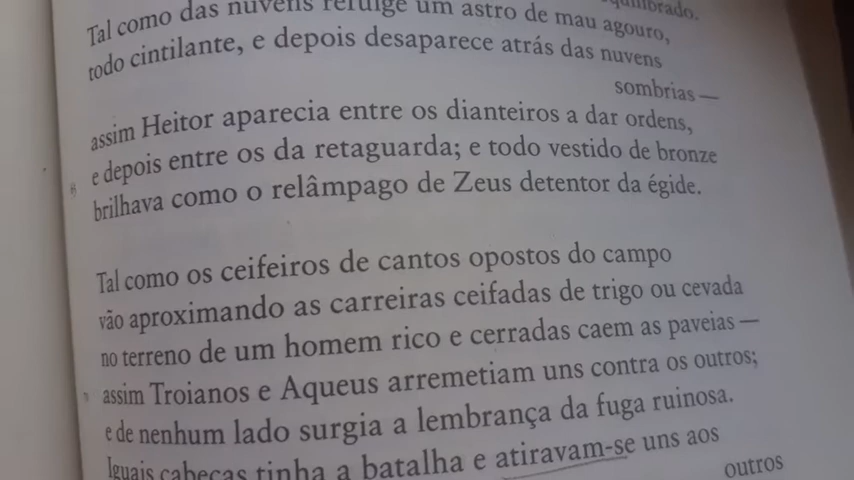 Tal como das nuvens refulge um astro de mau agouro,
todo cintilante, e depois desaparece atrás das nuvens
sombrias —
assim Heitor aparecia entre os dianteiros a dar ordens,
e depois entre os da retaguarda; e todo vestido de bronze
brilhava como o relâmpago de Zeus detentor da égide.
Tal como os ceifeiros de cantos opostos do campo
vão aproximando as carreiras ceifadas de trigo ou cevada
no terreno de um homem rico e cerradas caem as paveias —
assim Troianos e Aqueus arremetiam uns contra os outros;
e de nenhum lado surgia a lembrança da fuga ruinosa.
Iguais cabeças tinha a batalha e atiravam-se uns aos
outros